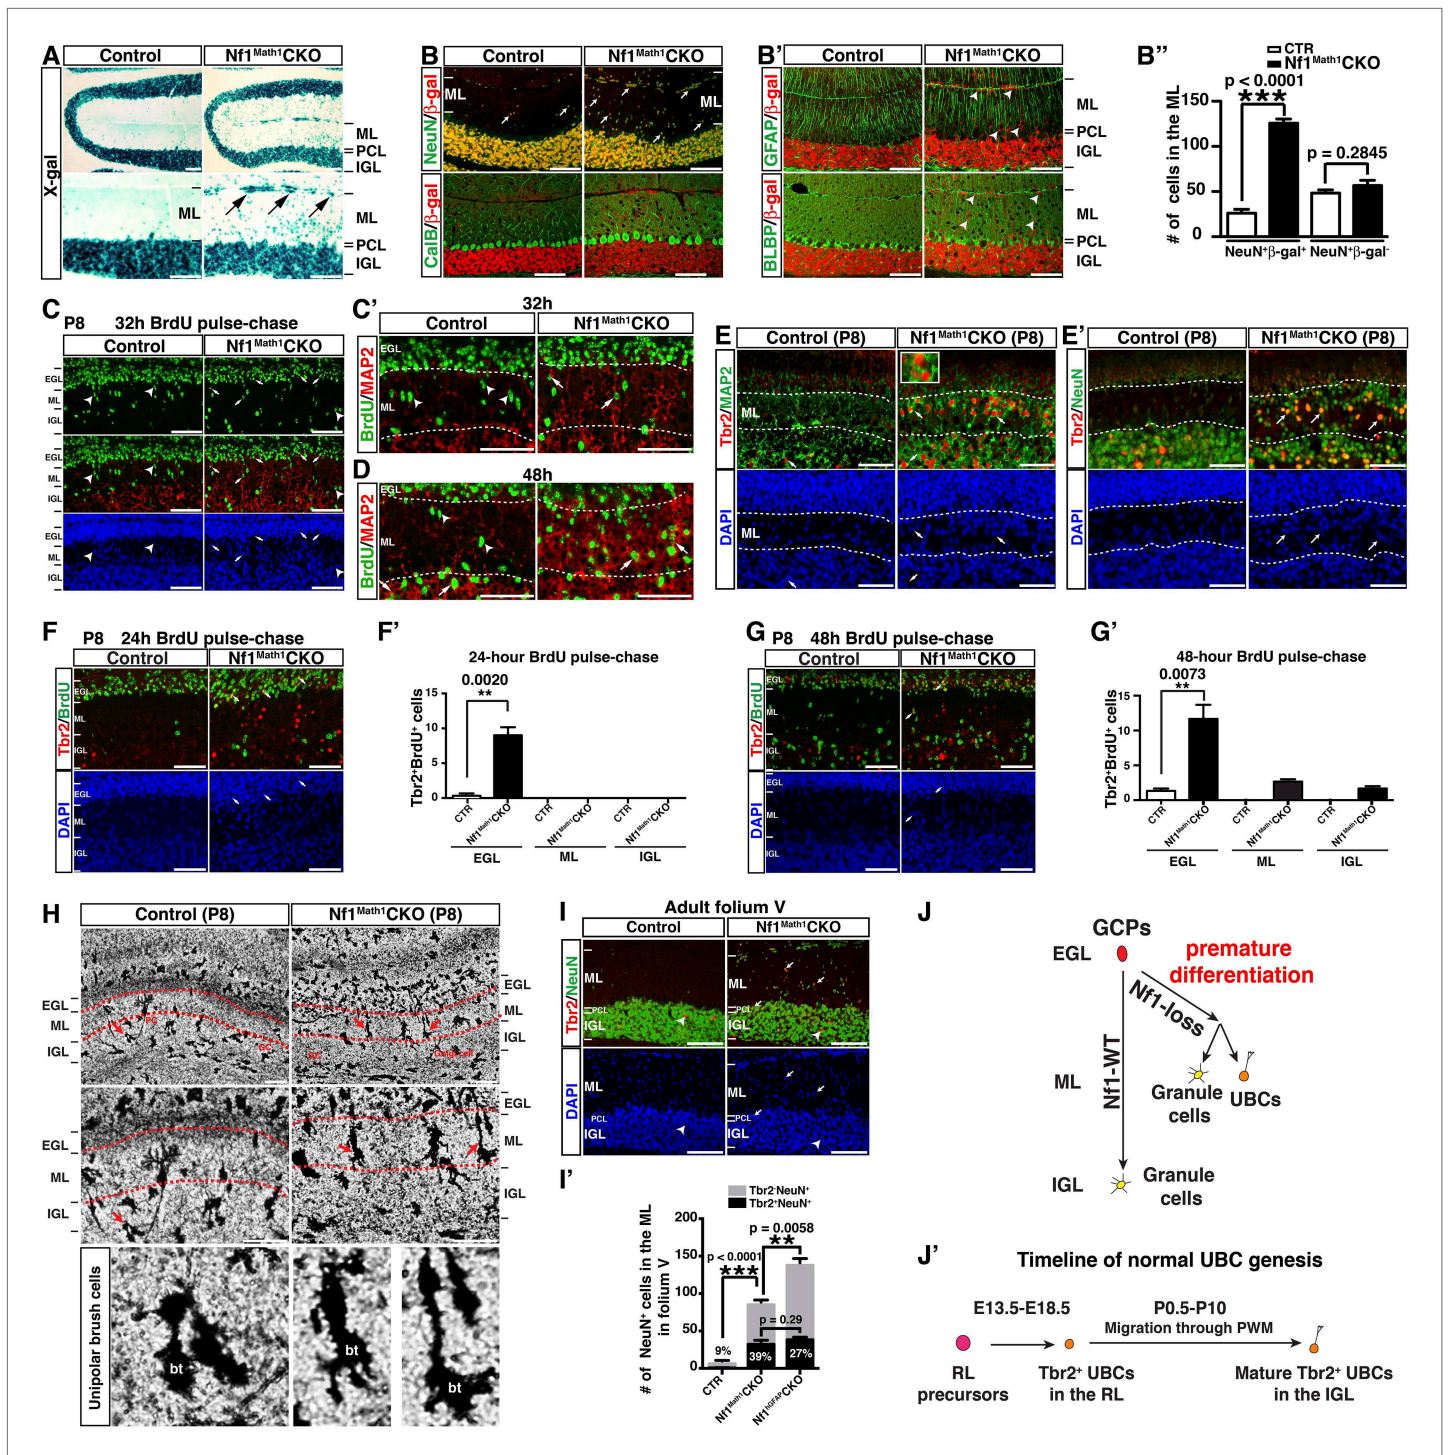 A
Control
Nf1Math1CKO
X-gal
ML
PCL
IGL
ML
ML
PCL
IGL
B
Control
Nf1Math1CKO
NeuN/β-gal
ML
ML
CalB/β-gal
B'
Control
Nf1Math1CKO
GFAP/β-gal
ML
PCL
IGL
BLBP/β-gal
ML
PCL
IGL
B''
CTR
Nf1Math1CKO
p < 0.0001
***
p = 0.2845
# of cells in the ML
150
100
50
0
NeuN+β-gal+
NeuN+β-gal-
C
P8 32h BrdU pulse-chase
Control
Nf1Math1CKO
EGL
ML
IGL
EGL
ML
IGL
EGL
ML
IGL
C'
32h
Control
Nf1Math1CKO
BrdU/MAP2
EGL
ML
D
48h
BrdU/MAP2
EGL
ML
E
Control (P8)
Nf1Math1CKO (P8)
Tbr2/MAP2
ML
DAPI
ML
E'
Control (P8)
Nf1Math1CKO (P8)
Tbr2/NeuN
DAPI
F
P8 24h BrdU pulse-chase
Control
Nf1Math1CKO
Tbr2/BrdU
EGL
ML
IGL
DAPI
EGL
ML
IGL
F'
24-hour BrdU pulse-chase
0.0020
**
Tbr2+BrdU+ cells
15
10
5
0
CTR
Nf1Math1CKO
CTR
Nf1Math1CKO
CTR
Nf1Math1CKO
EGL
ML
IGL
G
P8 48h BrdU pulse-chase
Control
Nf1Math1CKO
Tbr2/BrdU
EGL
ML
IGL
DAPI
EGL
ML
IGL
G'
48-hour BrdU pulse-chase
0.0073
**
Tbr2+BrdU+ cells
15
10
5
0
CTR
Nf1Math1CKO
CTR
Nf1Math1CKO
CTR
Nf1Math1CKO
EGL
ML
IGL
H
Control (P8)
Nf1Math1CKO (P8)
EGL
ML
IGL
PC
GC
GC
Golgi cell
EGL
ML
IGL
EGL
ML
IGL
EGL
ML
IGL
Unipolar brush cells
bt
bt
bt
I
Adult folium V
Control
Nf1Math1CKO
Tbr2/NeuN
ML
PCL
IGL
ML
PCL
IGL
DAPI
ML
PCL
IGL
ML
PCL
IGL
I'
Tbr2-NeuN+
Tbr2+NeuN+
# of NeuN+ cells in the ML
in folium V
200
150
100
50
0
p < 0.0001
***
p = 0.0058
**
p = 0.29
9%
39%
27%
CTR
Nf1Math1CKO
Nf1hGFAPCKO
J
GCPs
EGL
premature
differentiation
Nf1-loss
Nf1-WT
ML
Granule
cells
UBCs
IGL
Granule
cells
J'
Timeline of normal UBC genesis
E13.5-E18.5
P0.5-P10
Migration through PWM
RL
precursors
Tbr2+ UBCs
in the RL
Mature Tbr2+ UBCs
in the IGL